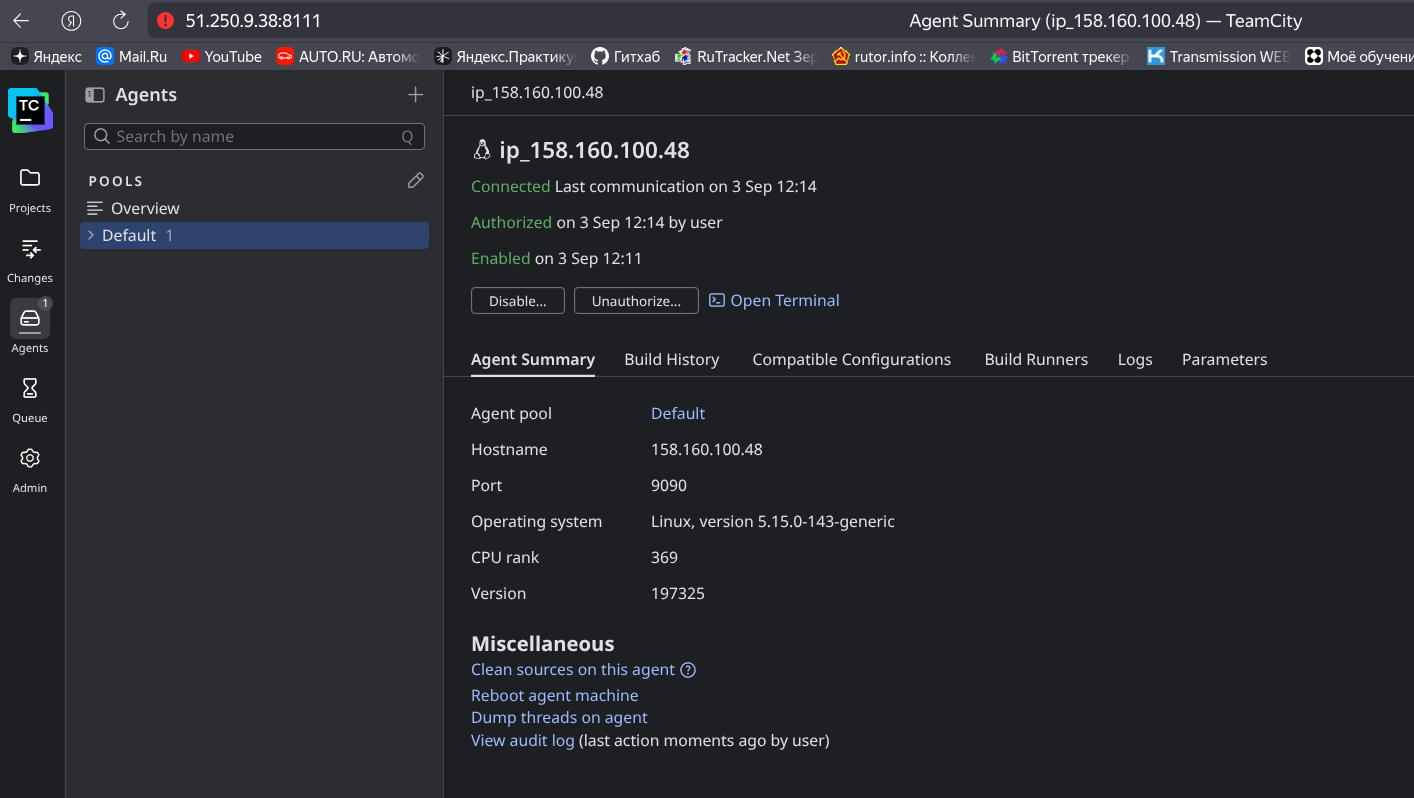 51.250.9.38:8111
Agent Summary (ip_158.160.100.48) — TeamCity
Яндекс
Mail.Ru
YouTube
AUTO.RU: Автомо
Яндекс.Практику
Гитхаб
RuTracker.Net Зер
rutor.info :: Коллек
BitTorrent трекер
Transmission WEB
Моё обучени
TC
Projects
Changes
1
Agents
Queue
Admin
Agents
Search by name
Q
POOLS
Overview
Default 1
ip_158.160.100.48
ip_158.160.100.48
Connected Last communication on 3 Sep 12:14
Authorized on 3 Sep 12:14 by user
Enabled on 3 Sep 12:11
Disable...
Unauthorize...
Open Terminal
Agent Summary
Build History
Compatible Configurations
Build Runners
Logs
Parameters
Agent pool Default
Hostname 158.160.100.48
Port 9090
Operating system Linux, version 5.15.0-143-generic
CPU rank 369
Version 197325
Miscellaneous
Clean sources on this agent ?
Reboot agent machine
Dump threads on agent
View audit log (last action moments ago by user)